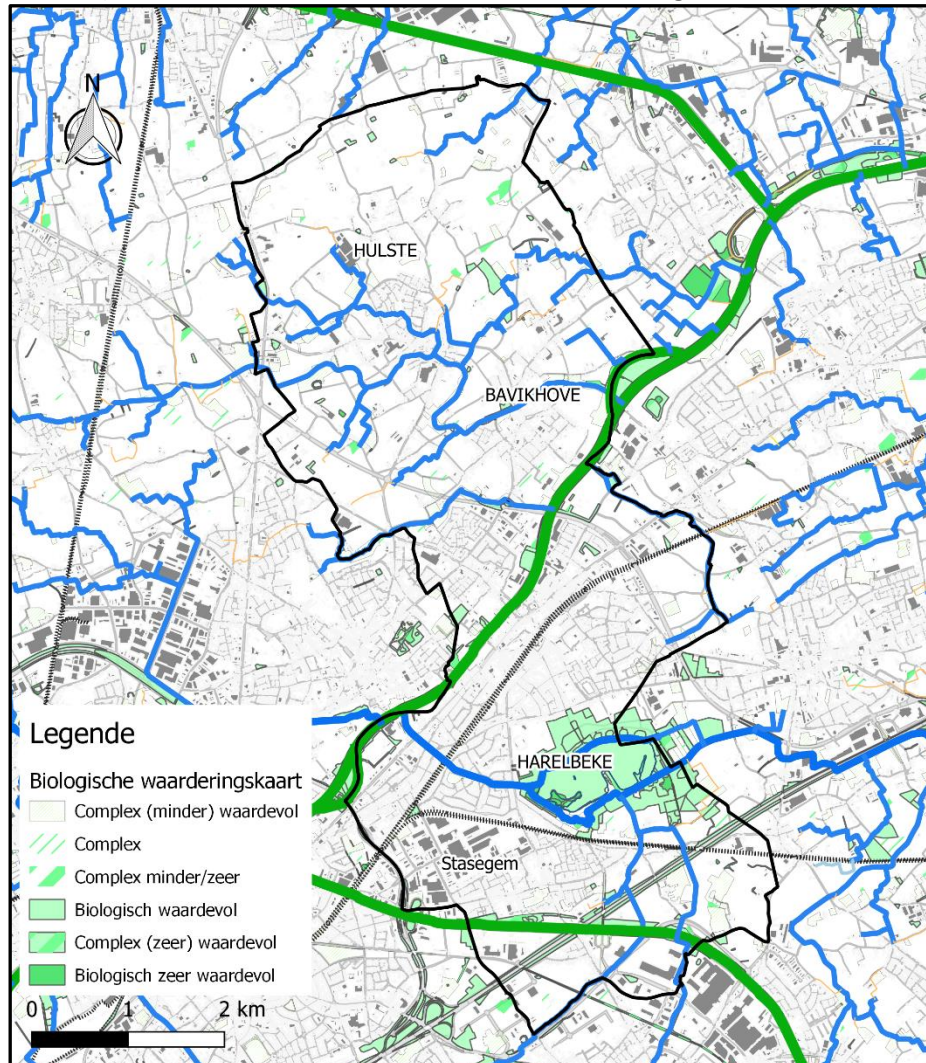 N
HULSTE
BAVIKHOVE
HARELBEKE
Stasegem
Legende
Biologische waarderingskaart
Complex (minder) waardevol
Complex
Complex minder/zeer
Biologisch waardevol
Complex (zeer) waardevol
Biologisch zeer waardevol
0 1 2 km